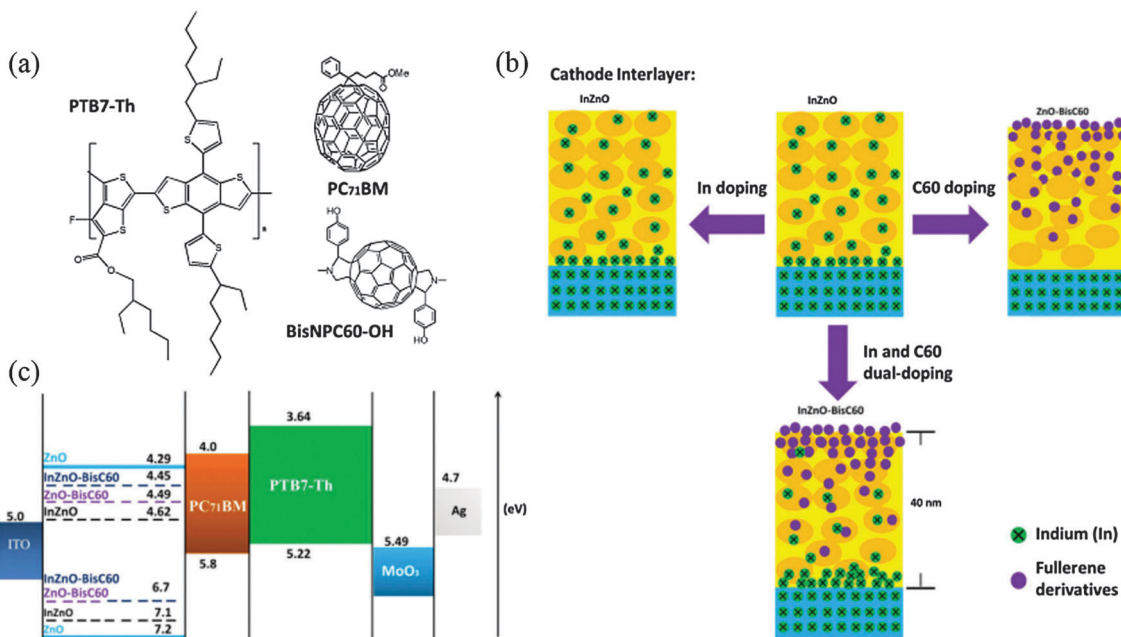 (a)
PTB7-Th
S
S
S
S
S
S
F
O
O
n
OMe
O
PC₇₁BM
HO
N
N
HO
BisNPC60-OH
(b)
Cathode Interlayer:
InZnO
InZnO
ZnO-BisC60
In doping
C60 doping
In and C60
dual-doping
InZnO-BisC60
40 nm
Indium (In)
Fullerene
derivatives
(c)
ZnO 4.29
InZnO-BisC60 4.45
ZnO-BisC60 4.49
InZnO 4.62
5.0
ITO
InZnO-BisC60 6.7
ZnO-BisC60
InZnO 7.1
ZnO 7.2
4.0
PC₇₁BM
5.8
3.64
PTB7-Th
5.22
5.49
MoO₃
4.7
Ag
(eV)